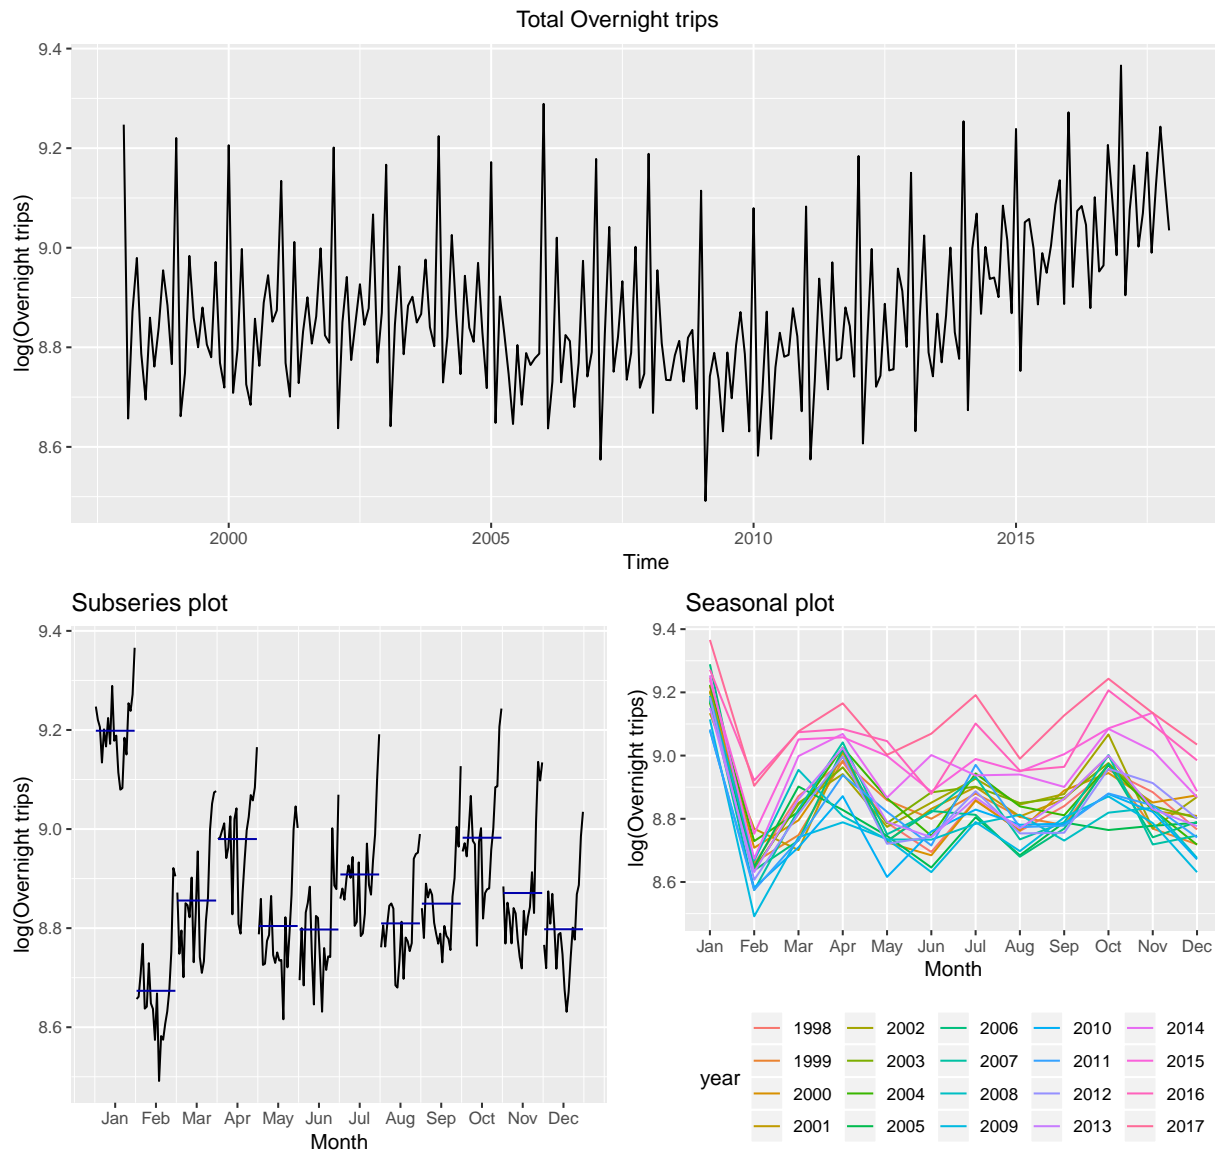 Total Overnight trips
log(Overnight trips)
9.4
9.2
9.0
8.8
8.6
2000 2005 2010 2015
Time
Subseries plot
log(Overnight trips)
9.4
9.2
9.0
8.8
8.6
Jan Feb Mar Apr May Jun Jul Aug Sep Oct Nov Dec
Month
Seasonal plot
log(Overnight trips)
9.4
9.2
9.0
8.8
8.6
Jan Feb Mar Apr May Jun Jul Aug Sep Oct Nov Dec
Month
year
1998 2002 2006 2010 2014
1999 2003 2007 2011 2015
2000 2004 2008 2012 2016
2001 2005 2009 2013 2017